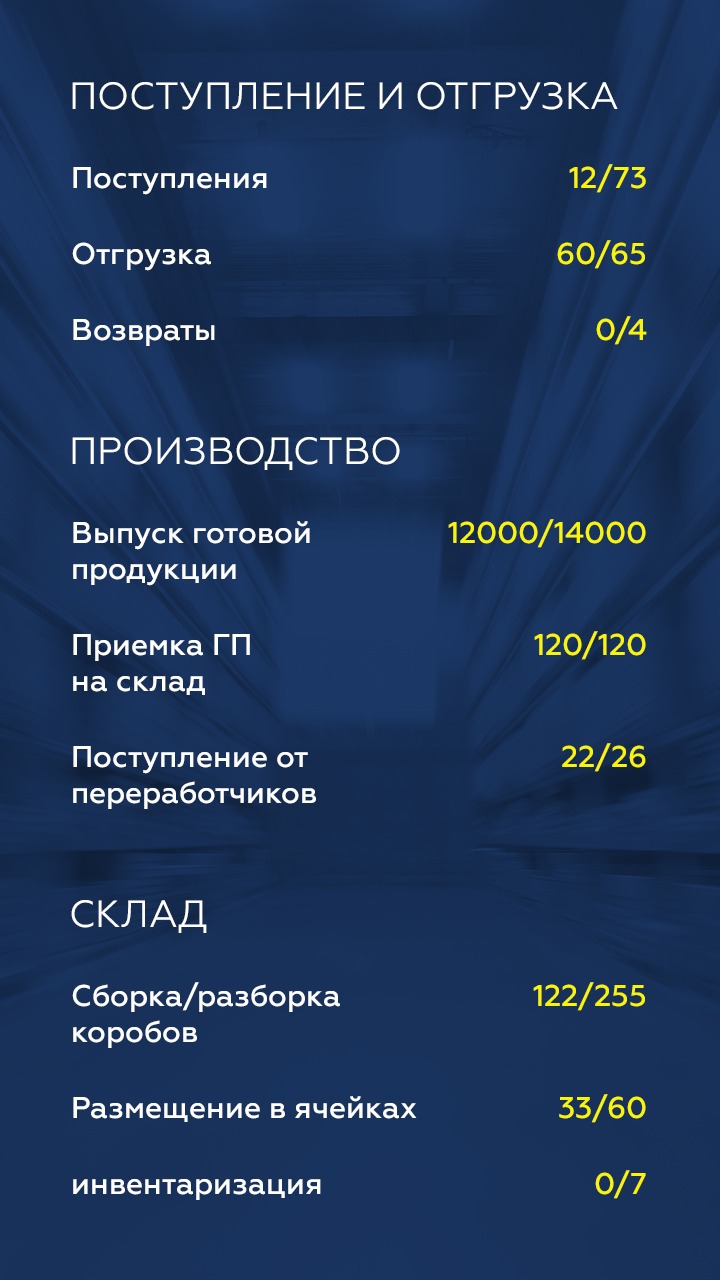 ПОСТУПЛЕНИЕ И ОТГРУЗКА
Поступления 12/73
Отгрузка 60/65
Возвраты 0/4
ПРОИЗВОДСТВО
Выпуск готовой 12000/14000
продукции
Приемка ГП 120/120
на склад
Поступление от 22/26
переработчиков
СКЛАД
Сборка/разборка 122/255
коробов
Размещение в ячейках 33/60
инвентаризация 0/7